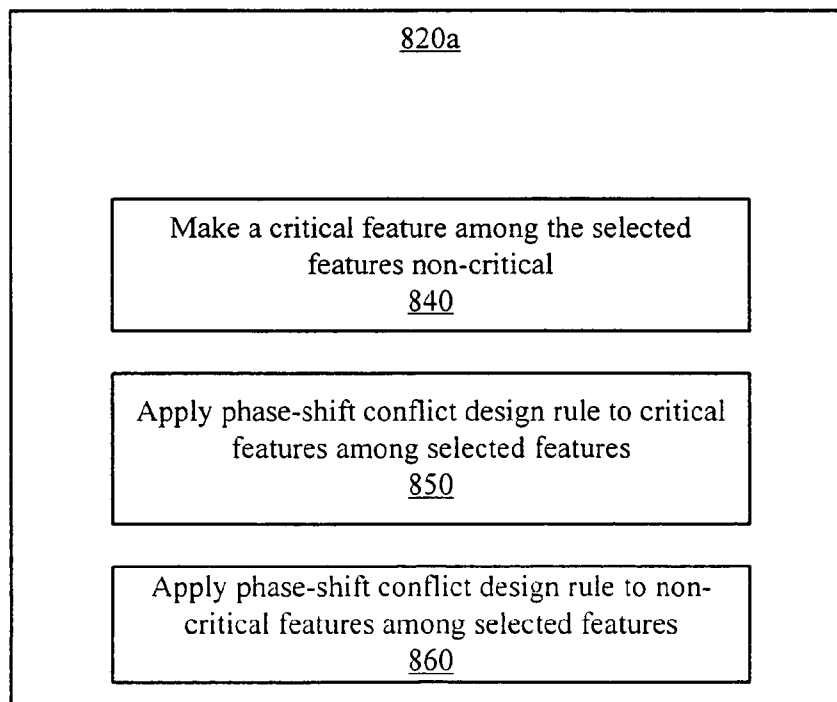 820a
Make a critical feature among the selected
features non-critical
840
Apply phase-shift conflict design rule to critical
features among selected features
850
Apply phase-shift conflict design rule to non-
critical features among selected features
860